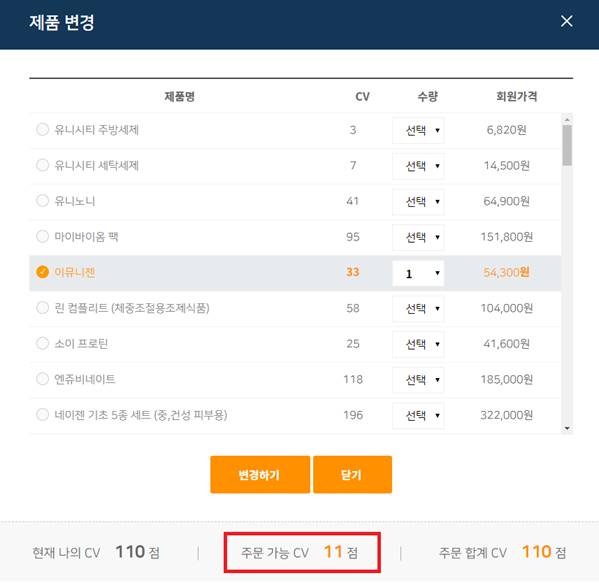 제품 변경
제품명 CV 수량 회원가격
유니시티 주방세제 3 선택 6,820원
유니시티 세탁세제 7 선택 14,500원
유니노니 41 선택 64,900원
마이바이옴 팩 95 선택 151,800원
이뮤니젠 33 1 54,300원
린 컴플리트 (체중조절용조제식품) 58 선택 104,000원
소이 프로틴 25 선택 41,600원
엔쥬비네이트 118 선택 185,000원
네이젠 기초 5종 세트 (중,건성 피부용) 196 선택 322,000원
변경하기 닫기
현재 나의 CV 110 점 | 주문 가능 CV 11 점 | 주문 합계 CV 110 점